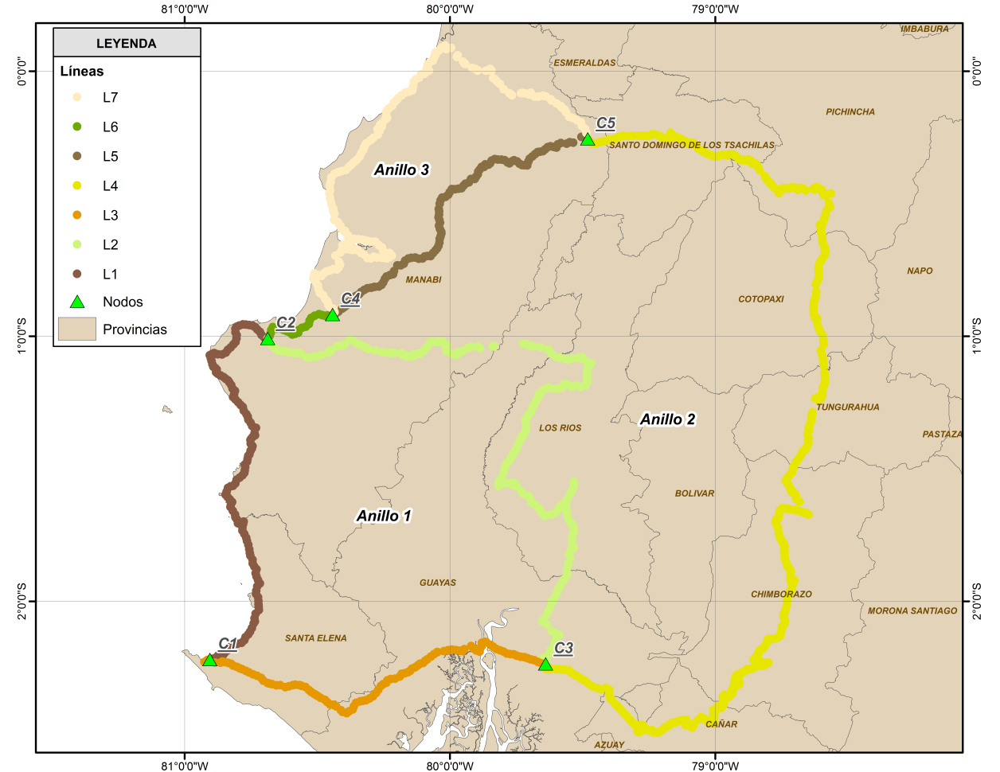 81°0'0"W
80°0'0"W
79°0'0"W
LEYENDA
Líneas
L7
L6
L5
L4
L3
L2
L1
Nodos
Provincias
IMBABURA
ESMERALDAS
0°0'0"
0°0'0"
PICHINCHA
C5
SANTO DOMINGO DE LOS TSACHILAS
Anillo 3
MANABI
NAPO
C4
COTOPAXI
C2
1°0'0"S
1°0'0"S
TUNGURAHUA
Anillo 2
LOS RIOS
PASTAZA
BOLIVAR
Anillo 1
GUAYAS
CHIMBORAZO
2°0'0"S
2°0'0"S
MORONA SANTIAGO
SANTA ELENA
C1
C3
CAÑAR
AZUAY
81°0'0"W
80°0'0"W
79°0'0"W